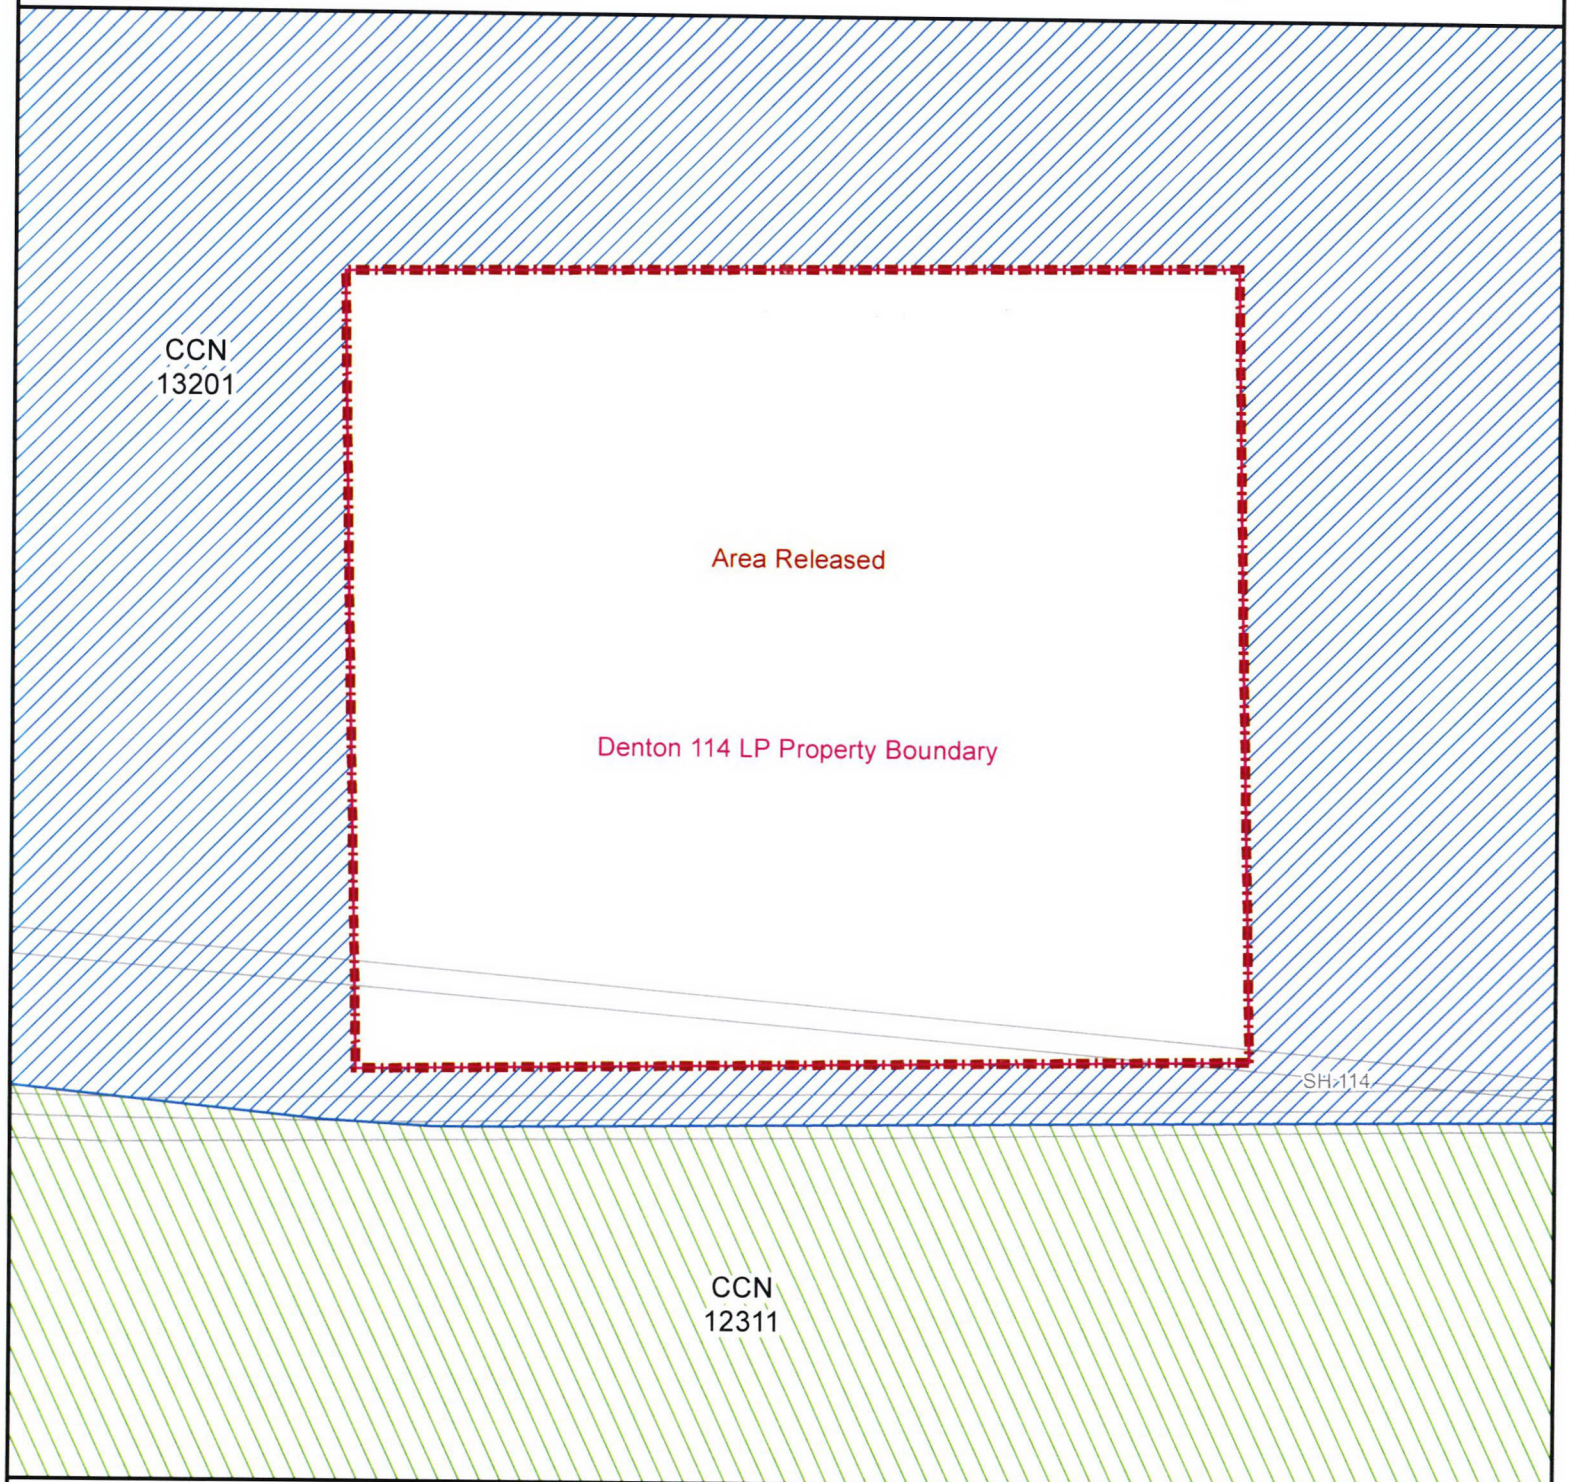 CCN
13201
Area Released
Denton 114 LP Property Boundary
SH 114
CCN
12311